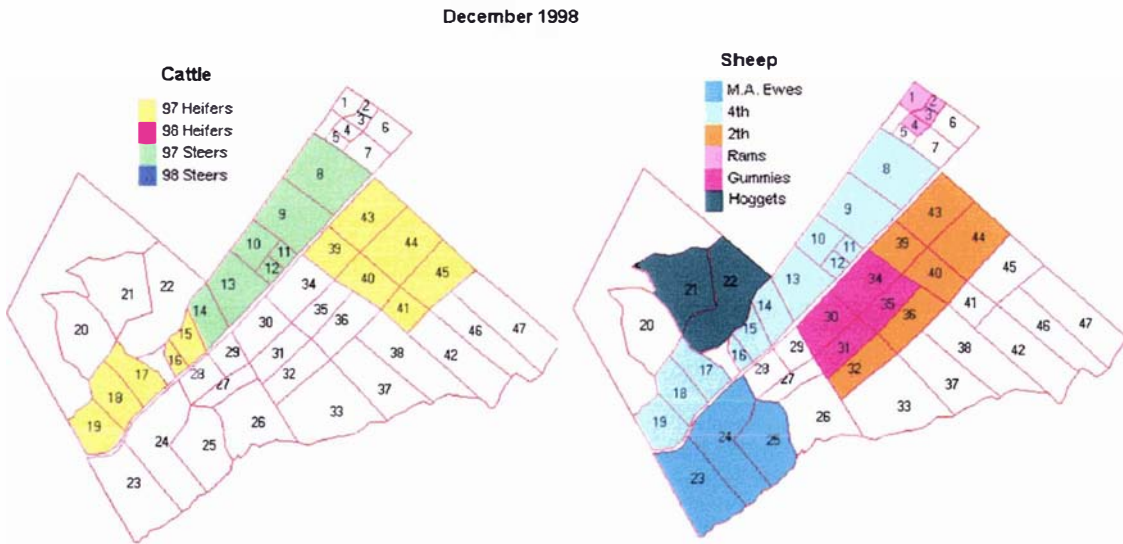 December 1998
Cattle
97 Heifers
98 Heifers
97 Steers
98 Steers
1 2
3
5 4 6
7
8
9 43
10 11 39 44
12
13 40 45
34
22
21 14 41
35
20 15 30 36 46 47
16 29 31 38 42
17 28
27 32 37
18
19 26 33
24 25
23
Sheep
M.A. Ewes
4th
2th
Rams
Gummies
Hoggets
1 2
3
5 4 6
7
8
9 43
10 11 39 44
12
13 34 40 45
22
21 14 35 41
30 36 46 47
20 15
16 29 31 38 42
17 28
27 32 37
18
19 26 33
24 25
23